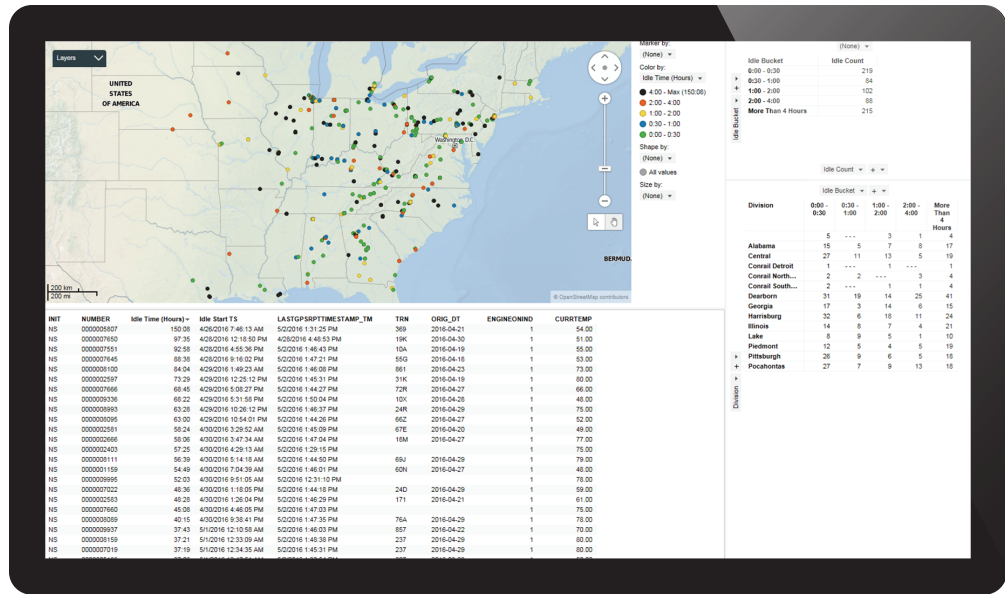 Layers
UNITED
STATES
OF AMERICA
Washington, D.C.
BERMUD.
200 km
200 mi
© OpenStreetMap contributors
Marker by:
(None)
Color by:
Idle Time (Hours)
4:00 - Max (150:08)
2:00 - 4:00
1:00 - 2:00
0:30 - 1:00
0:00 - 0:30
Shape by:
(None)
All values
Size by:
(None)
(None)
Idle Bucket Idle Count
0:00 - 0:30 219
0:30 - 1:00 84
1:00 - 2:00 102
2:00 - 4:00 88
More Than 4 Hours 215
Idle Bucket
Idle Count
Idle Bucket
Division 0:00 - 0:30 0:30 - 1:00 1:00 - 2:00 2:00 - 4:00 More Than 4 Hours
5 --- 3 1 4
Alabama 15 5 7 8 17
Central 27 11 13 5 19
Conrail Detroit 1 --- 1 --- 1
Conrail North... 2 2 --- 3 4
Conrail South... 2 --- 1 1 4
Dearborn 31 19 14 25 41
Georgia 17 3 14 6 15
Harrisburg 32 6 18 11 24
Illinois 14 8 7 4 21
Lake 8 9 5 1 10
Piedmont 12 5 4 5 19
Pittsburgh 26 9 6 5 18
Pocahontas 27 7 9 13 18
Division
INIT NUMBER Idle Time (Hours) Idle Start TS LASTGPSRPTTIMESTAMP_TM TRN ORIG_DT ENGINEONIND CURRTEMP
NS 0000005807 150:08 4/26/2016 7:46:13 AM 5/2/2016 1:31:25 PM 369 2016-04-21 1 54.00
NS 0000007650 97:35 4/28/2016 12:18:50 PM 4/28/2016 4:48:53 PM 19K 2016-04-30 1 51.00
NS 0000007551 92:58 4/28/2016 4:55:36 PM 5/2/2016 1:46:43 PM 10A 2016-04-19 1 55.00
NS 0000007645 88:38 4/28/2016 9:16:02 PM 5/2/2016 1:47:21 PM 55G 2016-04-18 1 53.00
NS 0000008100 84:04 4/29/2016 1:49:23 AM 5/2/2016 1:46:08 PM 861 2016-04-23 1 73.00
NS 0000002597 73:29 4/29/2016 12:25:12 PM 5/2/2016 1:45:31 PM 31K 2016-04-19 1 80.00
NS 0000007666 68:45 4/29/2016 5:08:27 PM 5/2/2016 1:44:27 PM 72R 2016-04-27 1 66.00
NS 0000009336 68:22 4/29/2016 5:31:58 PM 5/2/2016 1:50:04 PM 10X 2016-04-28 1 48.00
NS 0000008993 63:28 4/29/2016 10:26:12 PM 5/2/2016 1:46:37 PM 24R 2016-04-29 1 75.00
NS 0000008095 63:00 4/29/2016 10:54:01 PM 5/2/2016 1:44:26 PM 66Z 2016-04-27 1 52.00
NS 0000002581 58:24 4/30/2016 3:29:52 AM 5/2/2016 1:45:09 PM 67E 2016-04-20 1 49.00
NS 0000002666 58:06 4/30/2016 3:47:34 AM 5/2/2016 1:47:04 PM 18M 2016-04-27 1 77.00
NS 0000002403 57:25 4/30/2016 4:29:13 AM 5/2/2016 1:29:15 PM 1 75.00
NS 0000008111 56:39 4/30/2016 5:14:18 AM 5/2/2016 1:44:50 PM 69J 2016-04-29 1 79.00
NS 0000001159 54:49 4/30/2016 7:04:39 AM 5/2/2016 1:46:01 PM 60N 2016-04-27 1 48.00
NS 0000009995 52:03 4/30/2016 9:51:05 AM 5/2/2016 12:31:10 PM 1 78.00
NS 0000007022 48:36 4/30/2016 1:18:05 PM 5/2/2016 1:44:18 PM 24D 2016-04-29 1 59.00
NS 0000002583 48:28 4/30/2016 1:26:04 PM 5/2/2016 1:46:29 PM 171 2016-04-21 1 61.00
NS 0000007660 45:08 4/30/2016 4:46:05 PM 5/2/2016 1:47:03 PM 1 75.00
NS 0000008089 40:15 4/30/2016 9:38:41 PM 5/2/2016 1:47:35 PM 76A 2016-04-29 1 78.00
NS 0000009937 37:43 5/1/2016 12:10:58 AM 5/2/2016 1:46:03 PM 857 2016-04-22 1 70.00
NS 0000008159 37:21 5/1/2016 12:33:09 AM 5/2/2016 1:48:38 PM 237 2016-04-29 1 80.00
NS 0000007019 37:19 5/1/2016 12:34:35 AM 5/2/2016 1:45:31 PM 237 2016-04-29 1 80.00